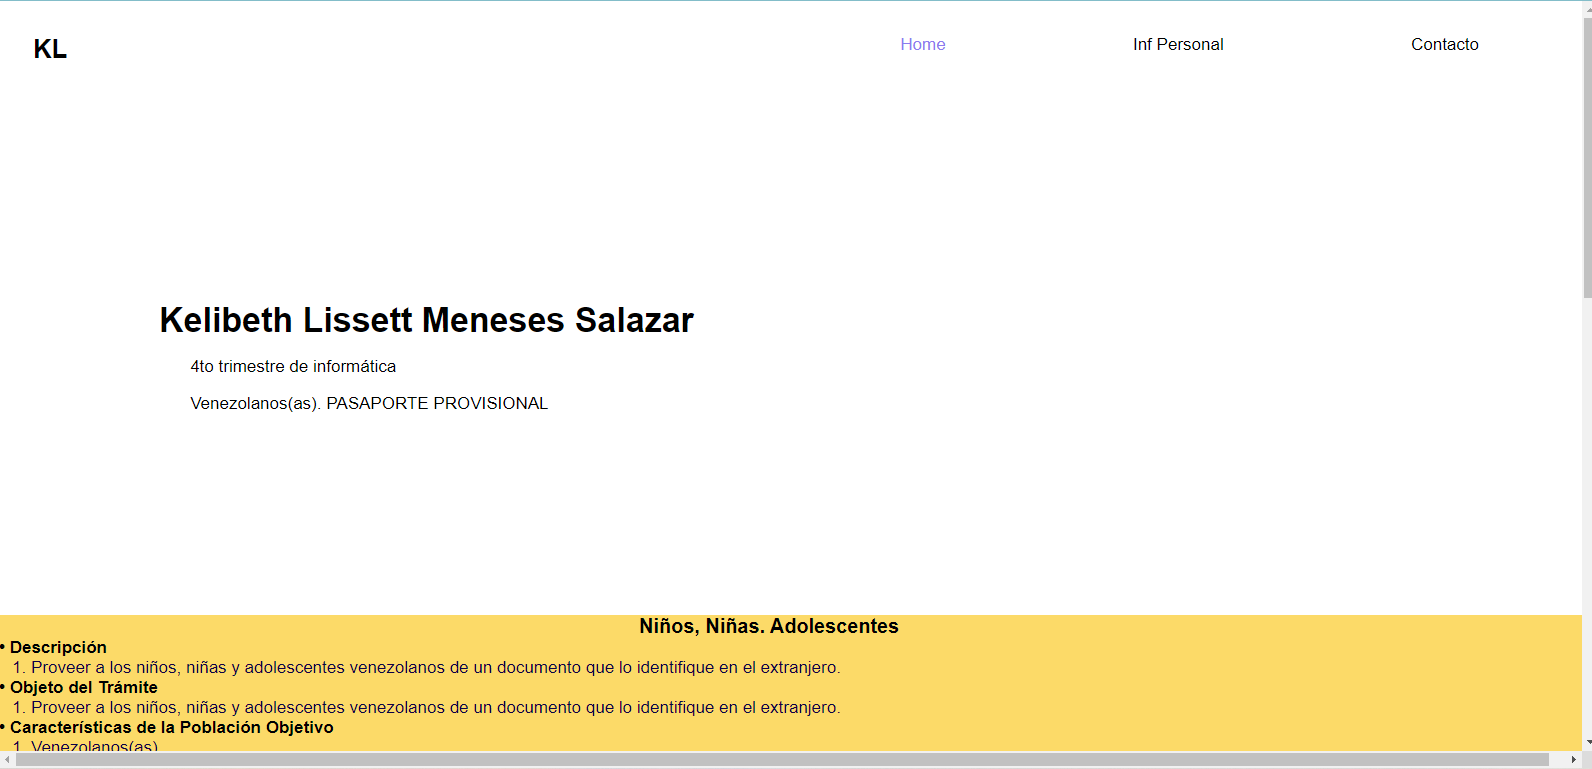 KL
Home Inf Personal Contacto
Kelibeth Lissett Meneses Salazar
4to trimestre de informática
Venezolanos(as). PASAPORTE PROVISIONAL
Niños, Niñas. Adolescentes
• Descripción
1. Proveer a los niños, niñas y adolescentes venezolanos de un documento que lo identifique en el extranjero.
• Objeto del Trámite
1. Proveer a los niños, niñas y adolescentes venezolanos de un documento que lo identifique en el extranjero.
• Características de la Población Objetivo
1. Venezolanos(as)